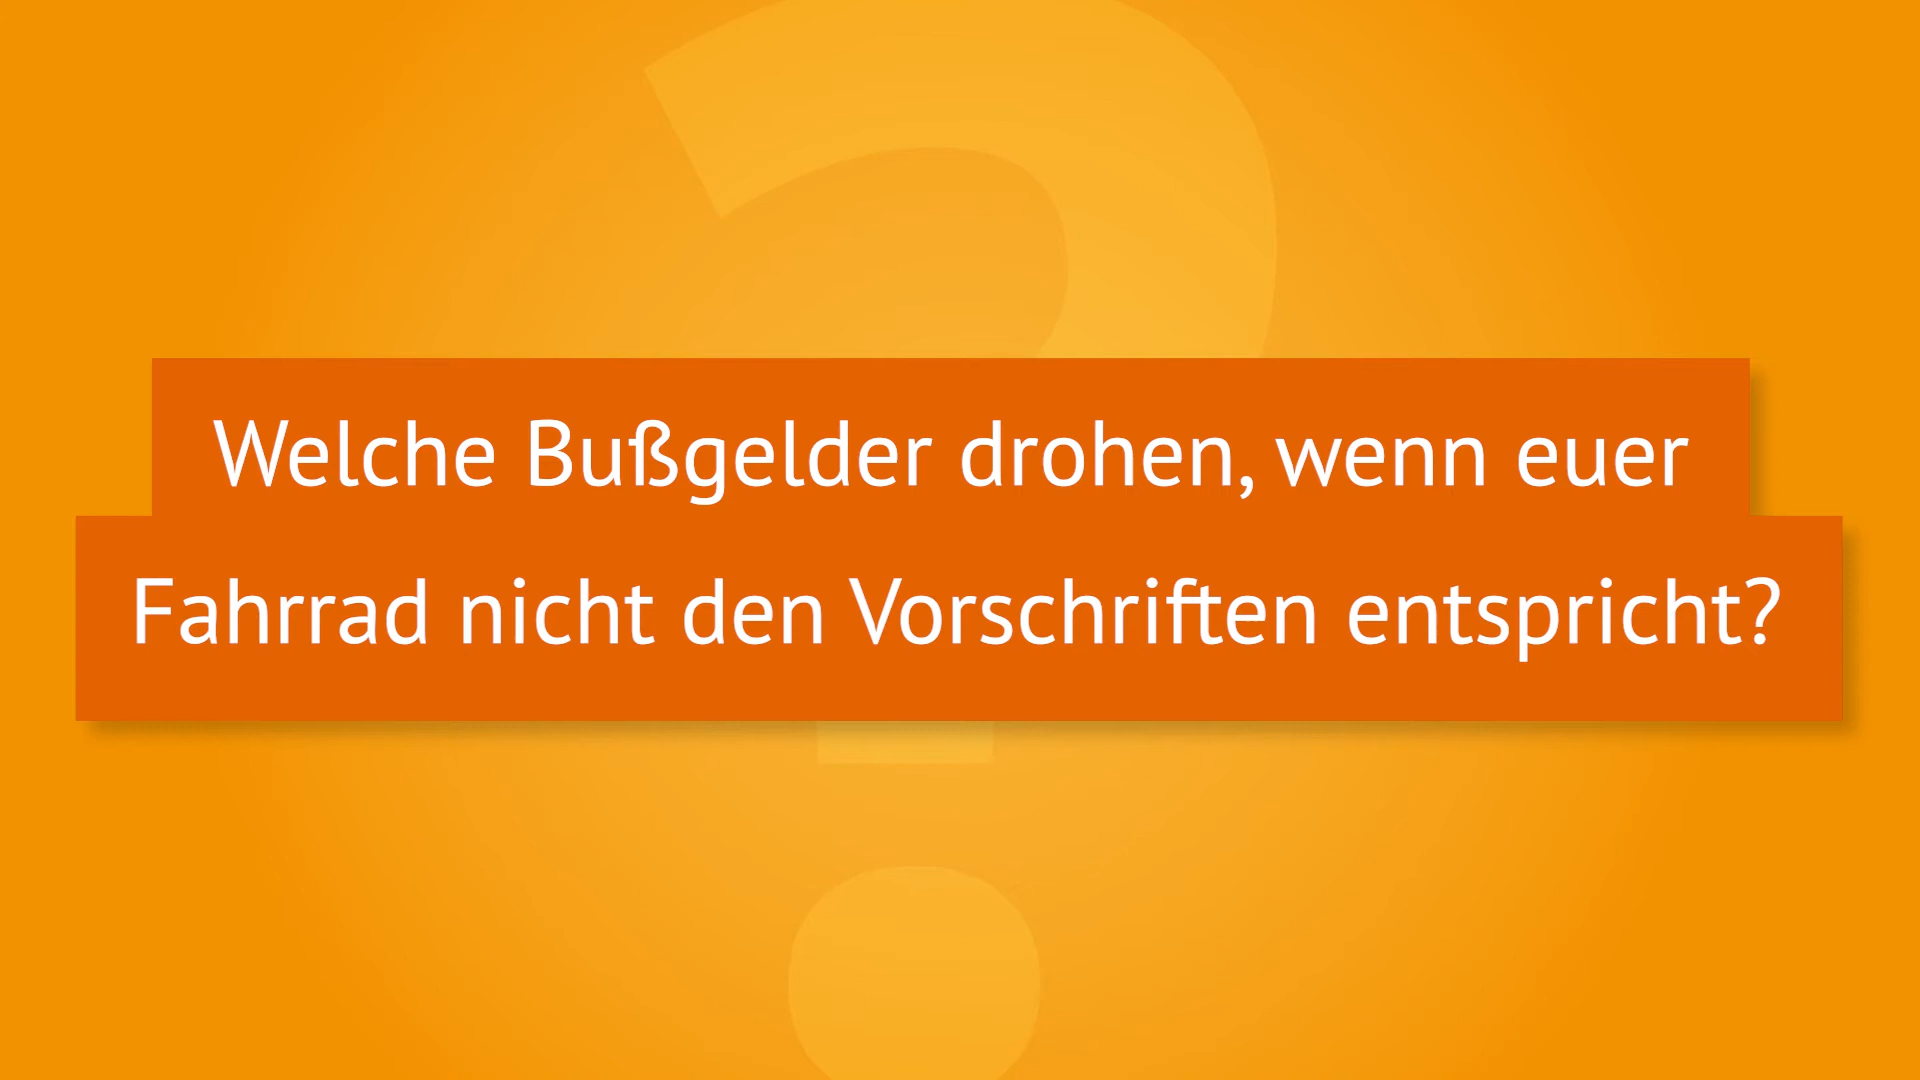 Welche Bußgelder drohen, wenn euer
Fahrrad nicht den Vorschriften entspricht?